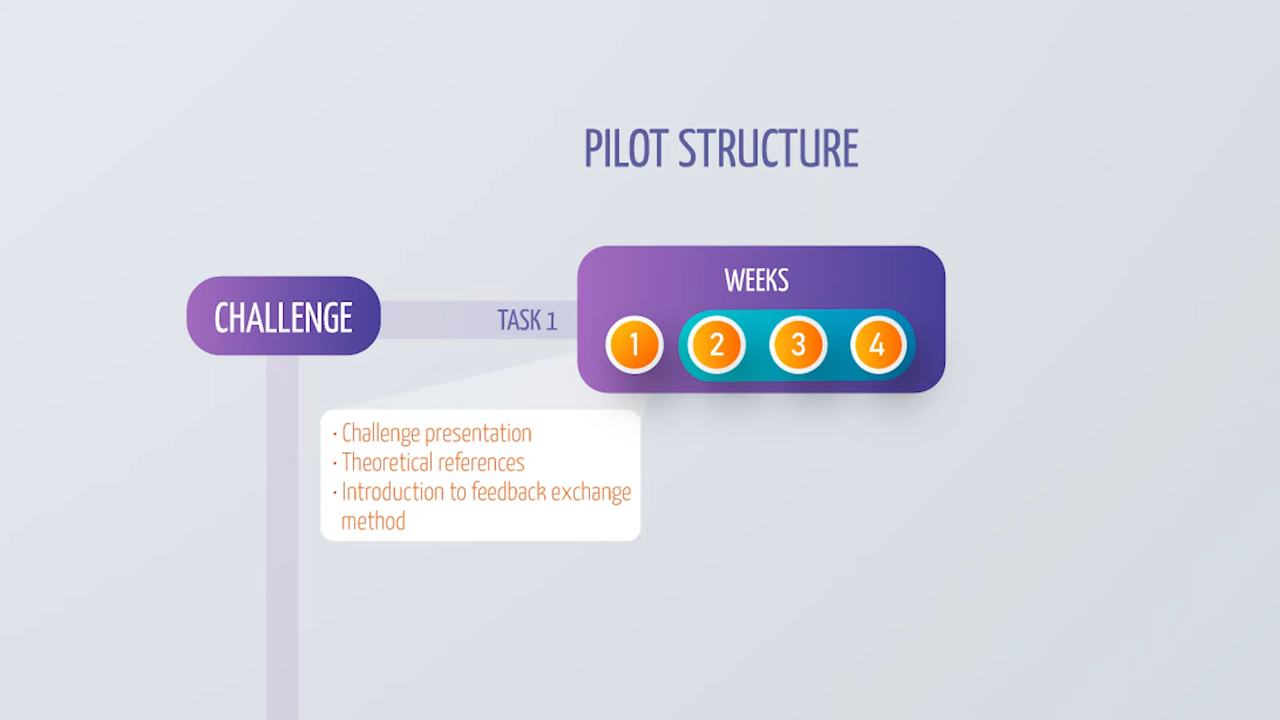 PILOT STRUCTURE
WEEKS
CHALLENGE
TASK 1
1 2 3 4
· Challenge presentation
· Theoretical references
· Introduction to feedback exchange
method